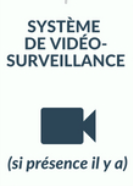 SYSTÈME
DE VIDÉO-
SURVEILLANCE
(si présence il y a)